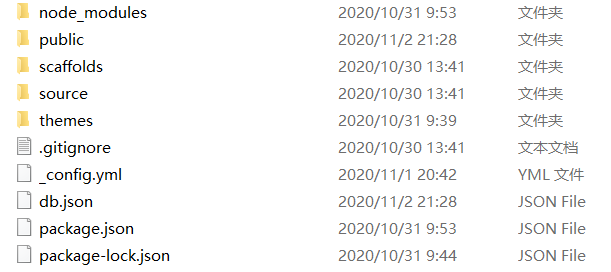 node_modules 2020/10/31 9:53 文件夹
public 2020/11/2 21:28 文件夹
scaffolds 2020/10/30 13:41 文件夹
source 2020/10/30 13:41 文件夹
themes 2020/10/31 9:39 文件夹
.gitignore 2020/10/30 13:41 文本文档
_config.yml 2020/11/1 20:42 YML 文件
db.json 2020/11/2 21:28 JSON File
package.json 2020/10/31 9:53 JSON File
package-lock.json 2020/10/31 9:44 JSON File